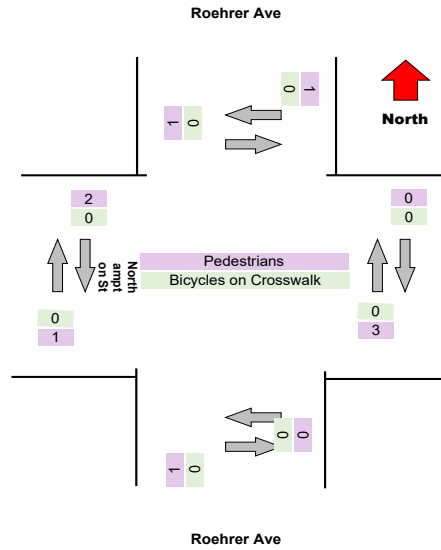 Roehrer Ave
0 1
1 0
North
2
0
0
0
North
ampt
on St
Pedestrians
Bicycles on Crosswalk
0
1
0
3
0 0
1 0
Roehrer Ave